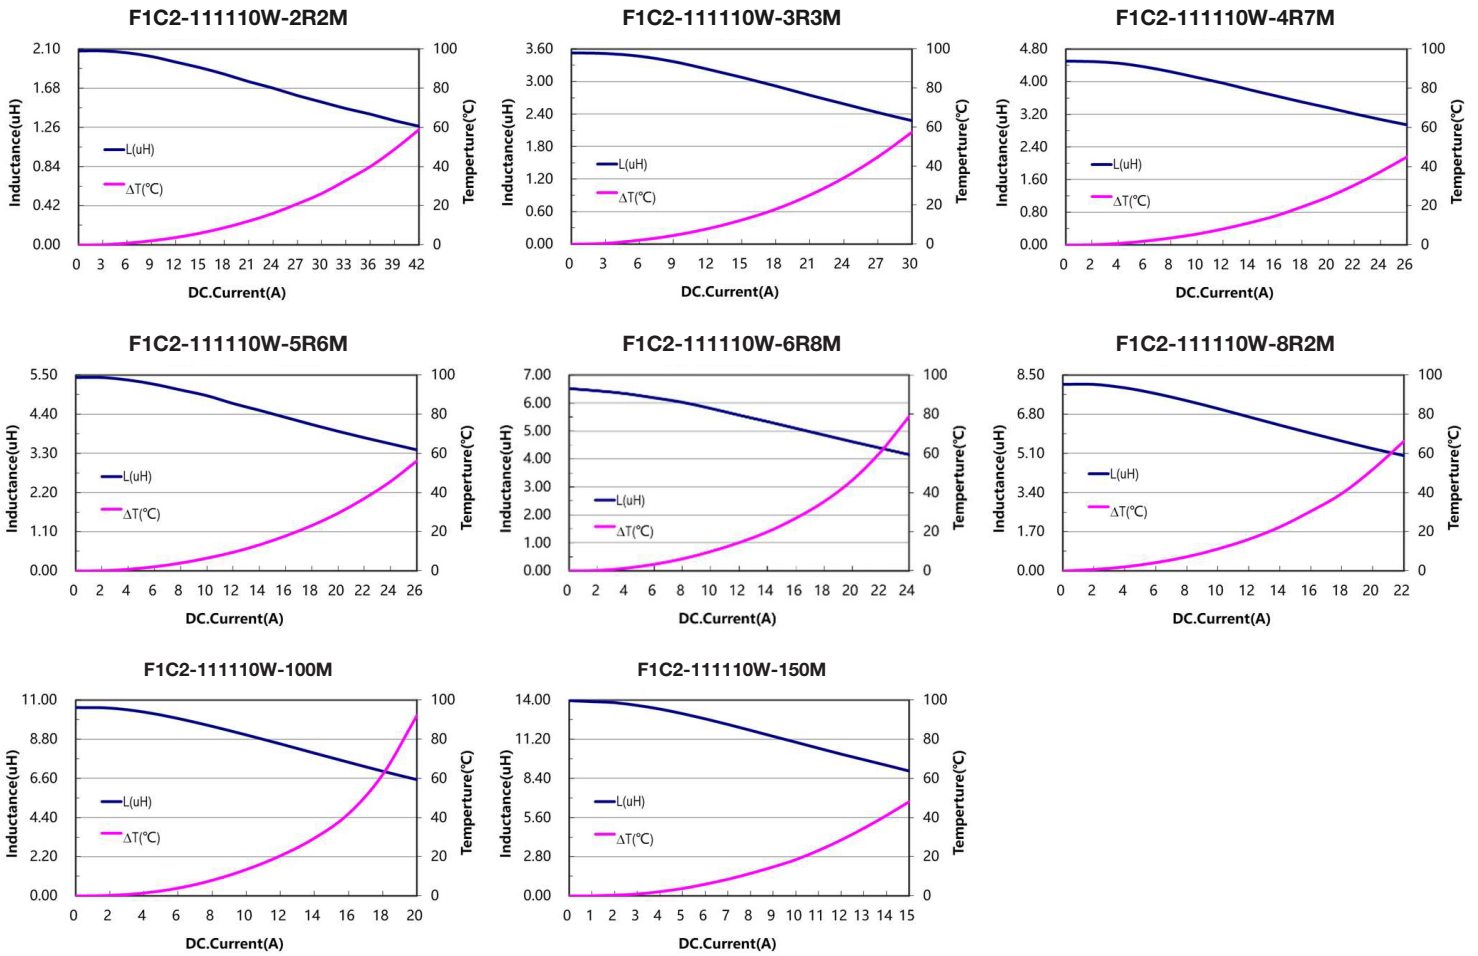 F1C2-111110W-2R2M
2.10
1.68
1.26
0.84
0.42
0.00
Inductance(uH)
L(uH)
ΔT(℃)
100
80
60
40
20
0
Temperture(℃)
0 3 6 9 12 15 18 21 24 27 30 33 36 39 42
DC.Current(A)
F1C2-111110W-3R3M
3.60
3.00
2.40
1.80
1.20
0.60
0.00
Inductance(uH)
L(uH)
ΔT(℃)
100
80
60
40
20
0
Temperture(℃)
0 3 6 9 12 15 18 21 24 27 30
DC.Current(A)
F1C2-111110W-4R7M
4.80
4.00
3.20
2.40
1.60
0.80
0.00
Inductance(uH)
L(uH)
ΔT(℃)
100
80
60
40
20
0
Temperture(℃)
0 2 4 6 8 10 12 14 16 18 20 22 24 26
DC.Current(A)
F1C2-111110W-5R6M
5.50
4.40
3.30
2.20
1.10
0.00
Inductance(uH)
L(uH)
ΔT(℃)
100
80
60
40
20
0
Temperture(℃)
0 2 4 6 8 10 12 14 16 18 20 22 24 26
DC.Current(A)
F1C2-111110W-6R8M
7.00
6.00
5.00
4.00
3.00
2.00
1.00
0.00
Inductance(uH)
L(uH)
ΔT(℃)
100
80
60
40
20
0
Temperture(℃)
0 2 4 6 8 10 12 14 16 18 20 22 24
DC.Current(A)
F1C2-111110W-8R2M
8.50
6.80
5.10
3.40
1.70
0.00
Inductance(uH)
L(uH)
ΔT(℃)
100
80
60
40
20
0
Temperture(℃)
0 2 4 6 8 10 12 14 16 18 20 22
DC.Current(A)
F1C2-111110W-100M
11.00
8.80
6.60
4.40
2.20
0.00
Inductance(uH)
L(uH)
ΔT(℃)
100
80
60
40
20
0
Temperture(℃)
0 2 4 6 8 10 12 14 16 18 20
DC.Current(A)
F1C2-111110W-150M
14.00
11.20
8.40
5.60
2.80
0.00
Inductance(uH)
L(uH)
ΔT(℃)
100
80
60
40
20
0
Temperture(℃)
0 1 2 3 4 5 6 7 8 9 10 11 12 13 14 15
DC.Current(A)